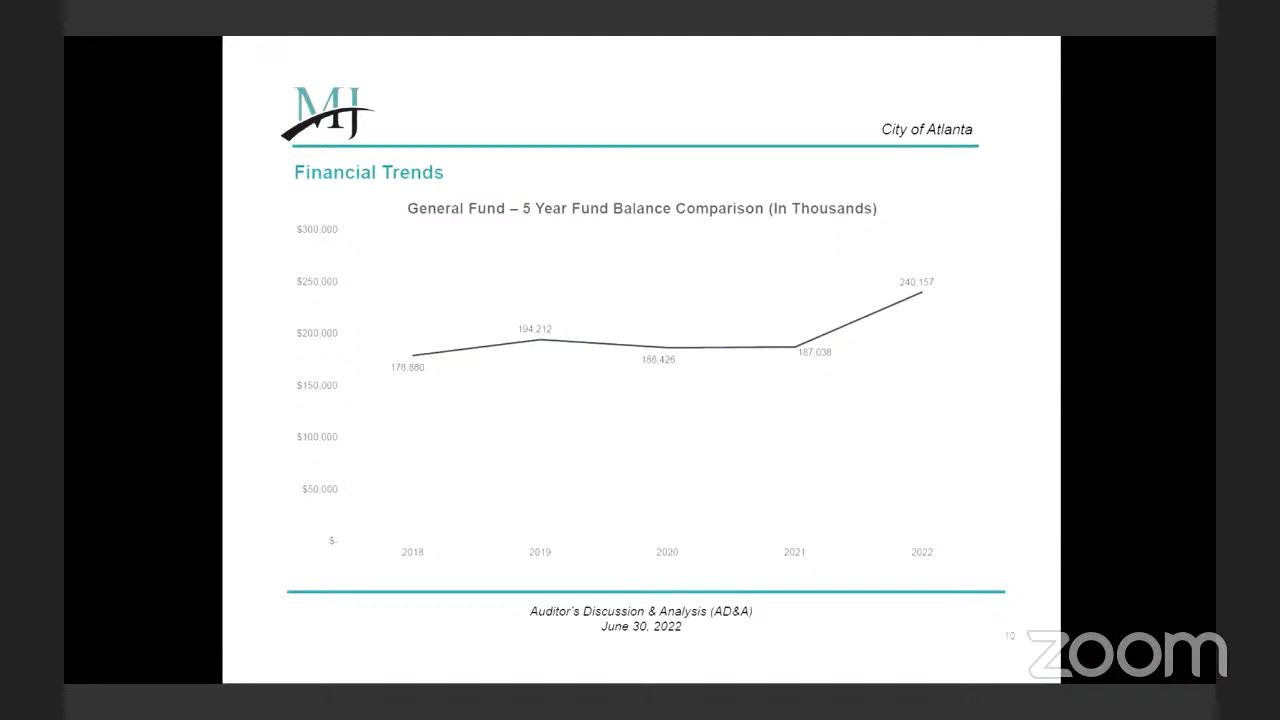 MJ
City of Atlanta
Financial Trends
General Fund – 5 Year Fund Balance Comparison (In Thousands)
$300,000
$250,000
$200,000
$150,000
$100,000
$50,000
$-
178,880
194,212
186,426
187,038
240,157
2018 2019 2020 2021 2022
Auditor's Discussion & Analysis (AD&A)
June 30, 2022
10
zoom